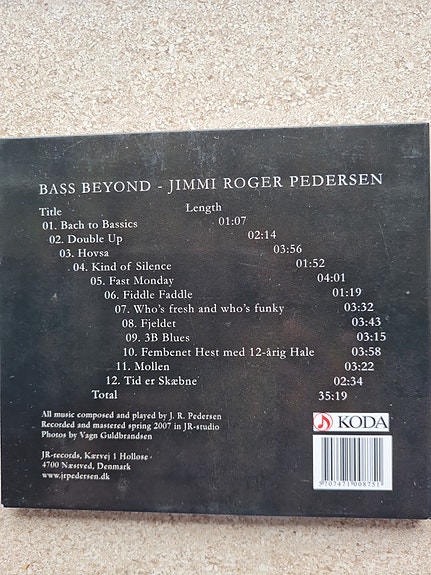 BASS BEYOND - JIMMI ROGER PEDERSEN
Title Length
01. Bach to Bassics 01:07
02. Double Up 02:14
03. Hovsa 03:56
04. Kind of Silence 01:52
05. Fast Monday 04:01
06. Fiddle Faddle 01:19
07. Who's fresh and who's funky 03:32
08. Fjeldet 03:43
09. 3B Blues 03:15
10. Fembenet Hest med 12-årig Hale 03:58
11. Mollen 03:22
12. Tid er Skæbne 02:34
Total 35:19
All music composed and played by J. R. Pedersen
Recorded and mastered spring 2007 in JR-studio
Photos by Vagn Guldbrandsen
JR-records, Kærvej 1 Holløse
4700 Næstved, Denmark
www.jrpedersen.dk
KODA
5707471008751